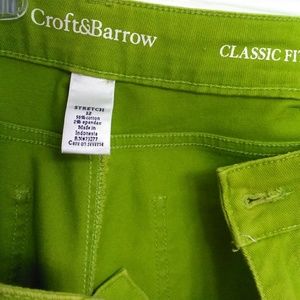 Croft&Barrow
CLASSIC FIT
STRETCH
98% cotton
2% spandex
Made in
Indonesia